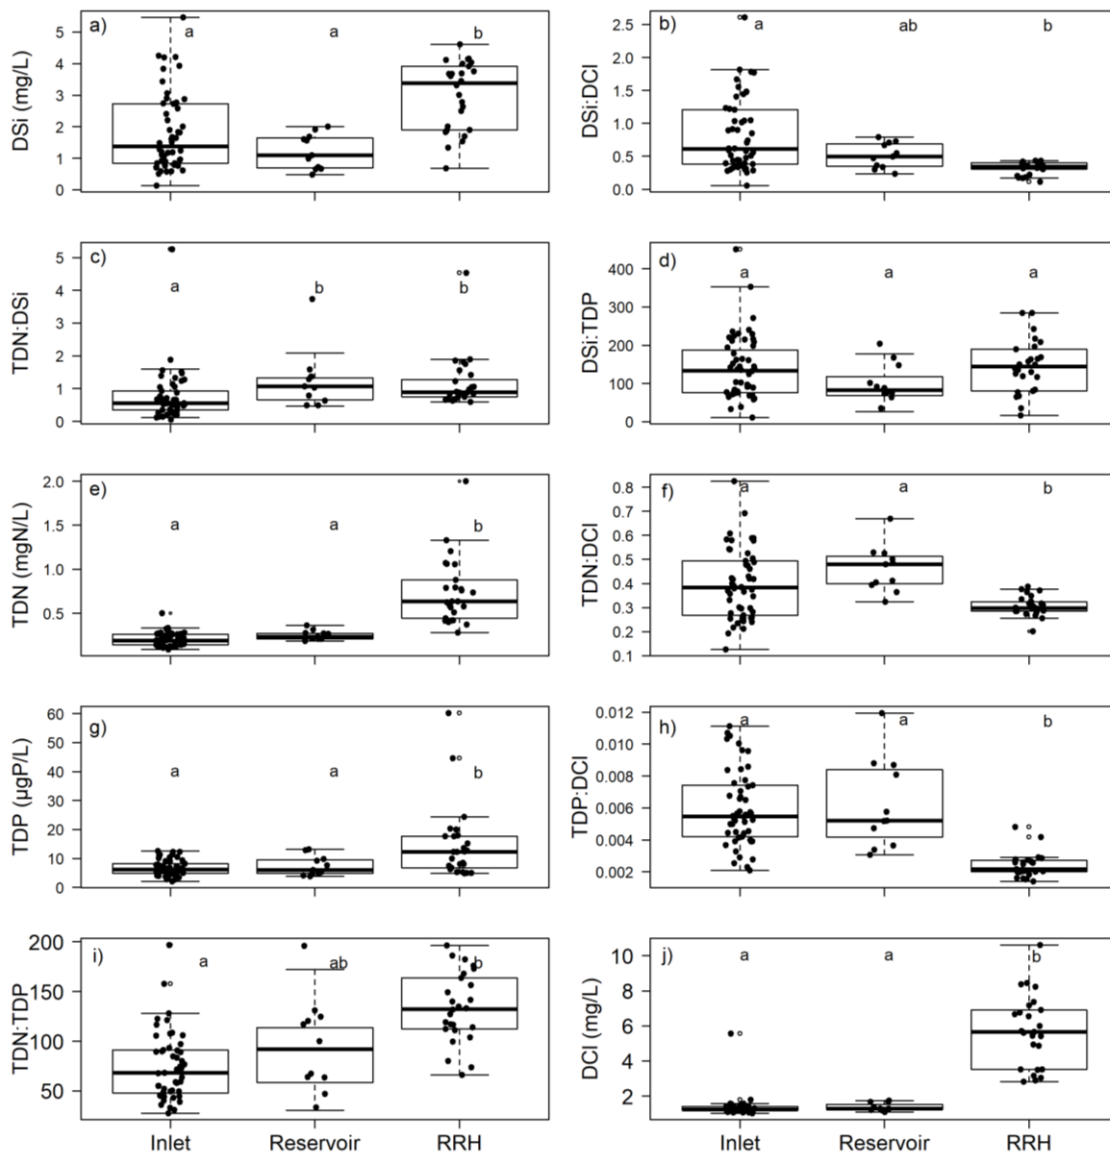 a)
a
a
b
DSi (mg/L)
5
4
3
2
1
0
b)
a
ab
b
DSi:DCl
2.5
2.0
1.5
1.0
0.5
0.0
c)
a
b
b
TDN:DSi
5
4
3
2
1
0
d)
a
a
a
DSi:TDP
400
300
200
100
0
e)
a
a
b
TDN (mgN/L)
2.0
1.5
1.0
0.5
f)
a
a
b
TDN:DCl
0.8
0.7
0.6
0.5
0.4
0.3
0.2
0.1
g)
a
a
b
TDP (µgP/L)
60
50
40
30
20
10
0
h)
a
a
b
TDP:DCl
0.012
0.010
0.008
0.006
0.004
0.002
i)
a
ab
b
TDN:TDP
200
150
100
50
Inlet Reservoir RRH
j)
a
a
b
DCl (mg/L)
10
8
6
4
2
Inlet Reservoir RRH